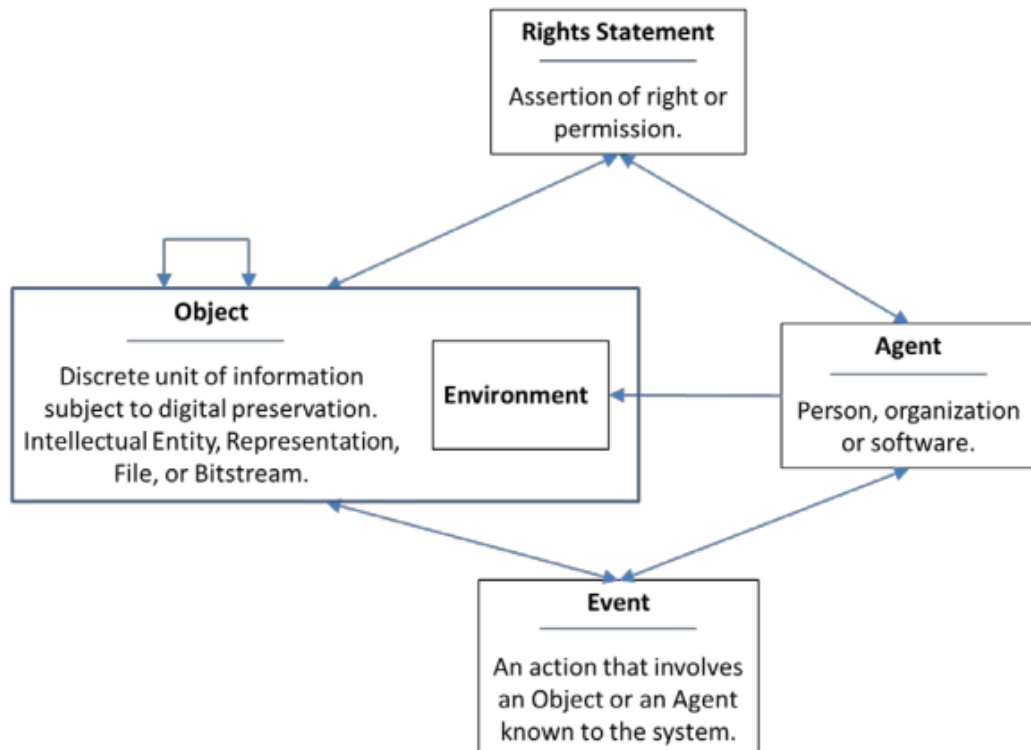 Rights Statement
Assertion of right or
permission.
Object
Discrete unit of information
subject to digital preservation.
Intellectual Entity, Representation,
File, or Bitstream.
Environment
Agent
Person, organization
or software.
Event
An action that involves
an Object or an Agent
known to the system.